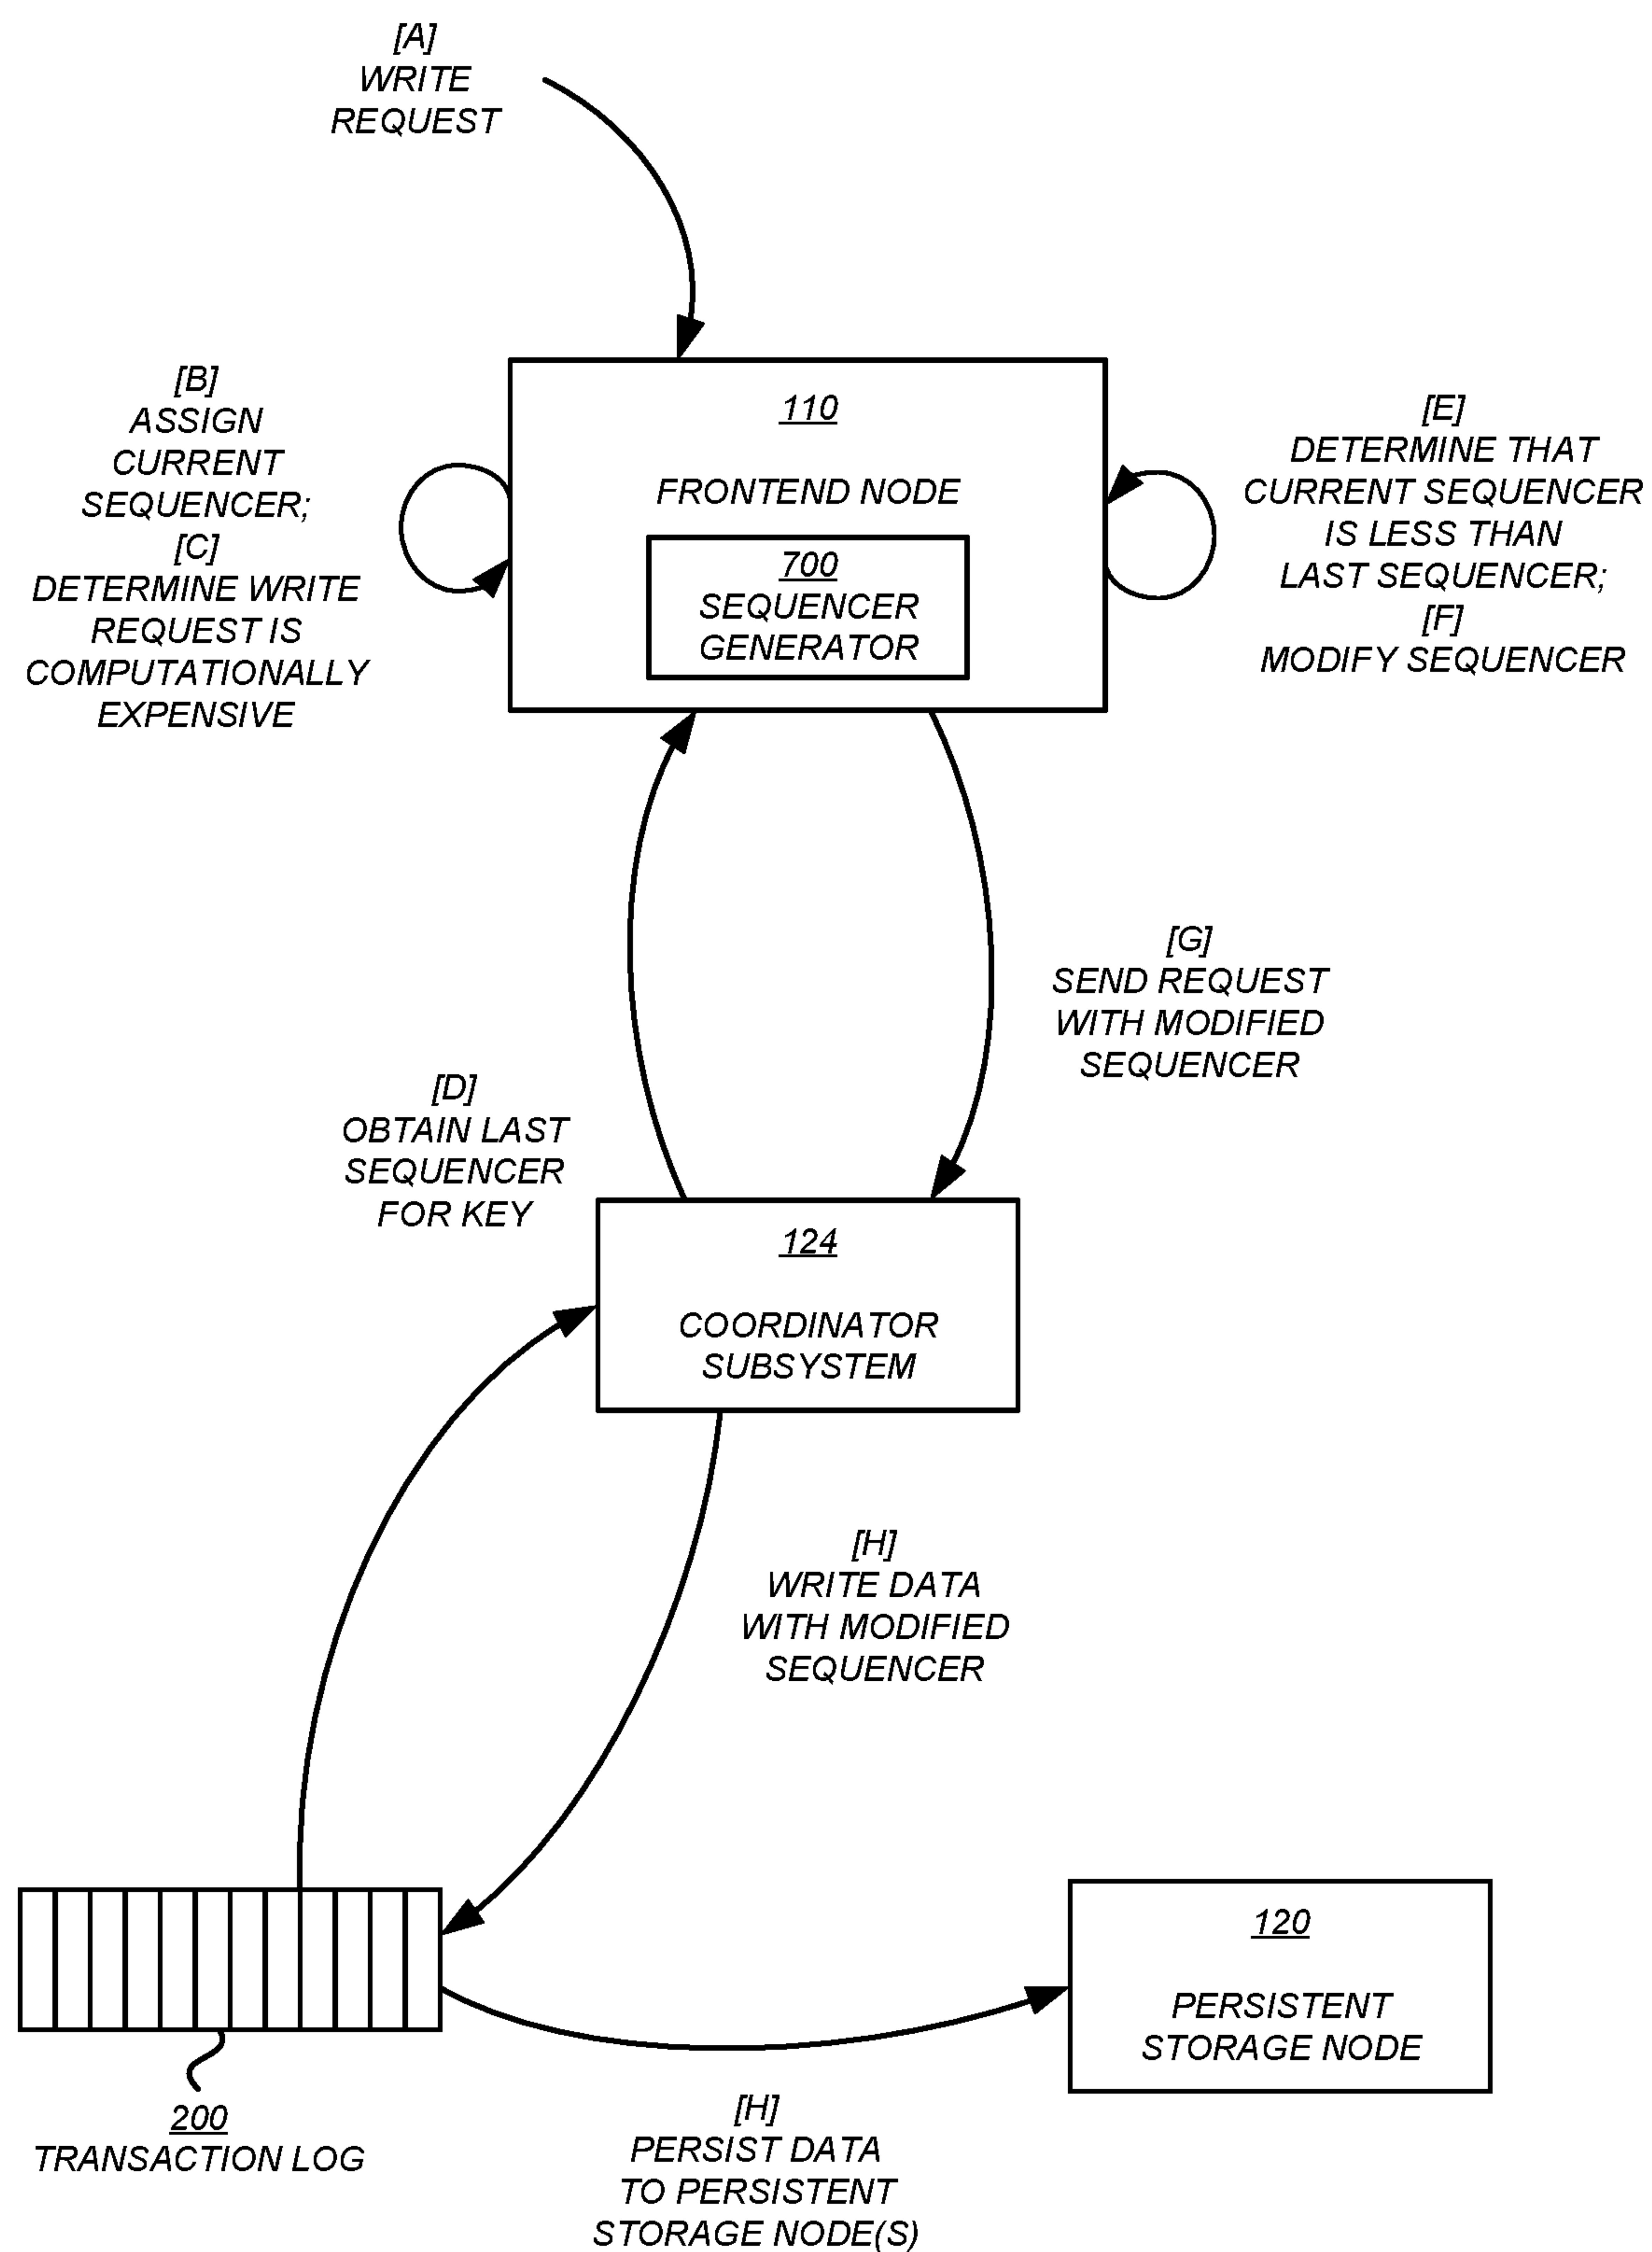 [A]
WRITE
REQUEST
[B]
ASSIGN
CURRENT
SEQUENCER;
[C]
DETERMINE WRITE
REQUEST IS
COMPUTATIONALLY
EXPENSIVE
110
FRONTEND NODE
700
SEQUENCER
GENERATOR
[E]
DETERMINE THAT
CURRENT SEQUENCER
IS LESS THAN
LAST SEQUENCER;
[F]
MODIFY SEQUENCER
[G]
SEND REQUEST
WITH MODIFIED
SEQUENCER
[D]
OBTAIN LAST
SEQUENCER
FOR KEY
124
COORDINATOR
SUBSYSTEM
[H]
WRITE DATA
WITH MODIFIED
SEQUENCER
120
PERSISTENT
STORAGE NODE
200
TRANSACTION LOG
[H]
PERSIST DATA
TO PERSISTENT
STORAGE NODE(S)